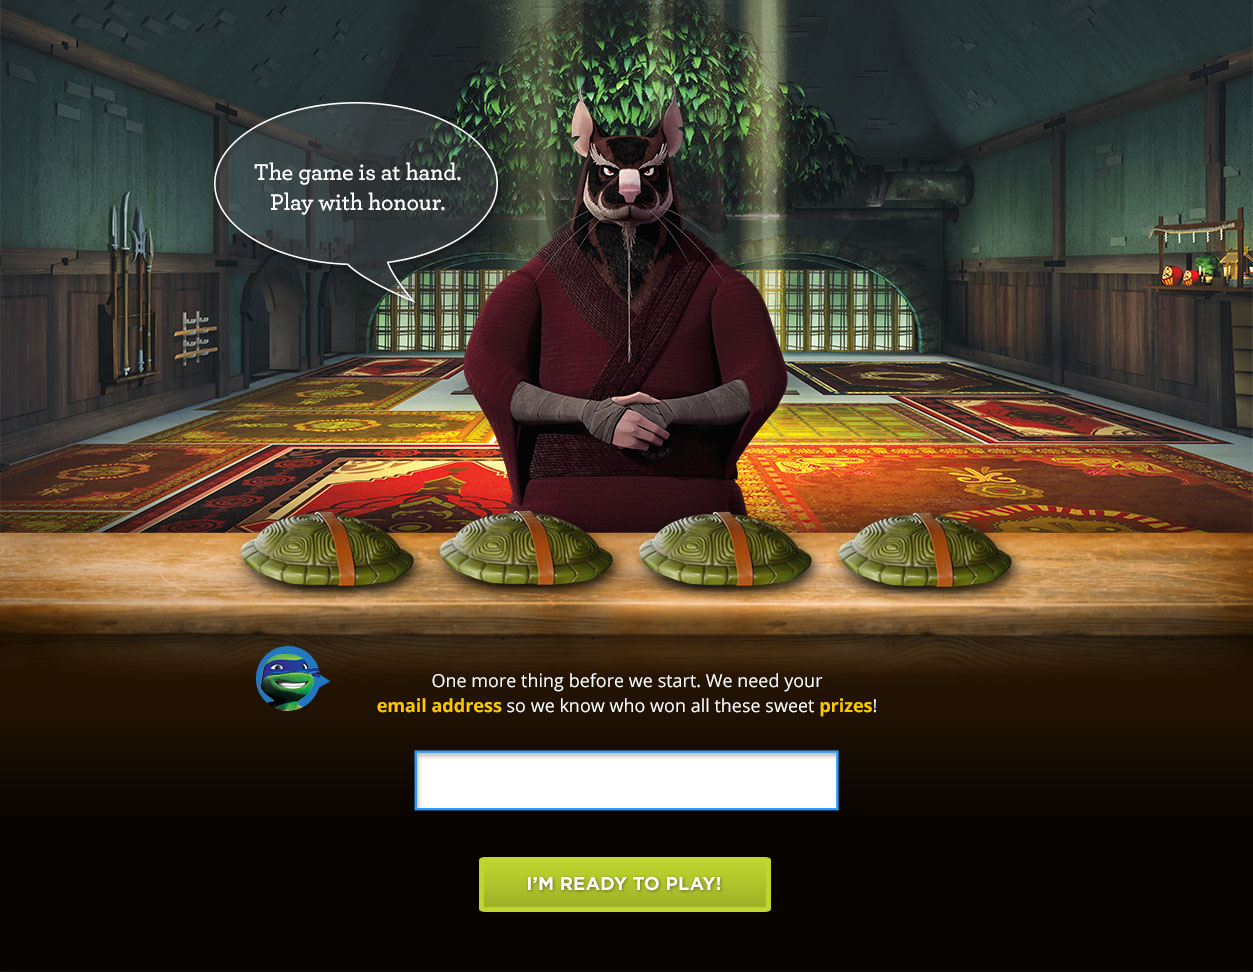 The game is at hand.
Play with honour.
One more thing before we start. We need your
email address so we know who won all these sweet prizes!
I'M READY TO PLAY!